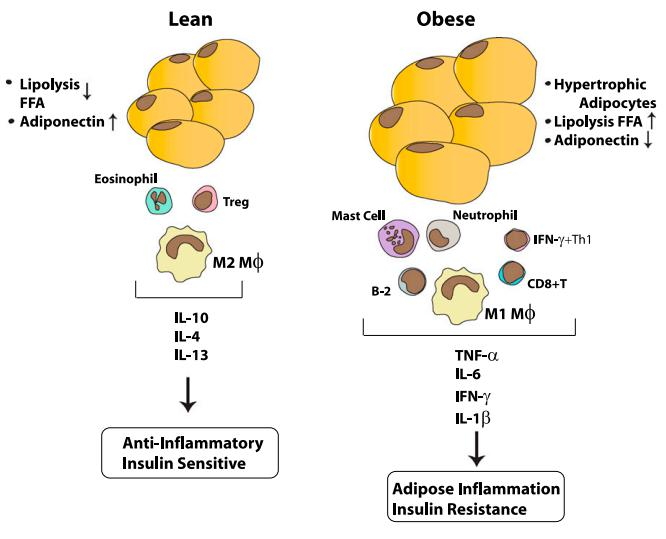 Lean
• Lipolysis ↓
FFA
• Adiponectin ↑
Eosinophil
Treg
M2 Mϕ
IL-10
IL-4
IL-13
Anti-Inflammatory
Insulin Sensitive
Obese
• Hypertrophic
Adipocytes
• Lipolysis FFA ↑
• Adiponectin ↓
Mast Cell
Neutrophil
IFN-γ+Th1
B-2
CD8+T
M1 Mϕ
TNF-α
IL-6
IFN-γ
IL-1β
Adipose Inflammation
Insulin Resistance